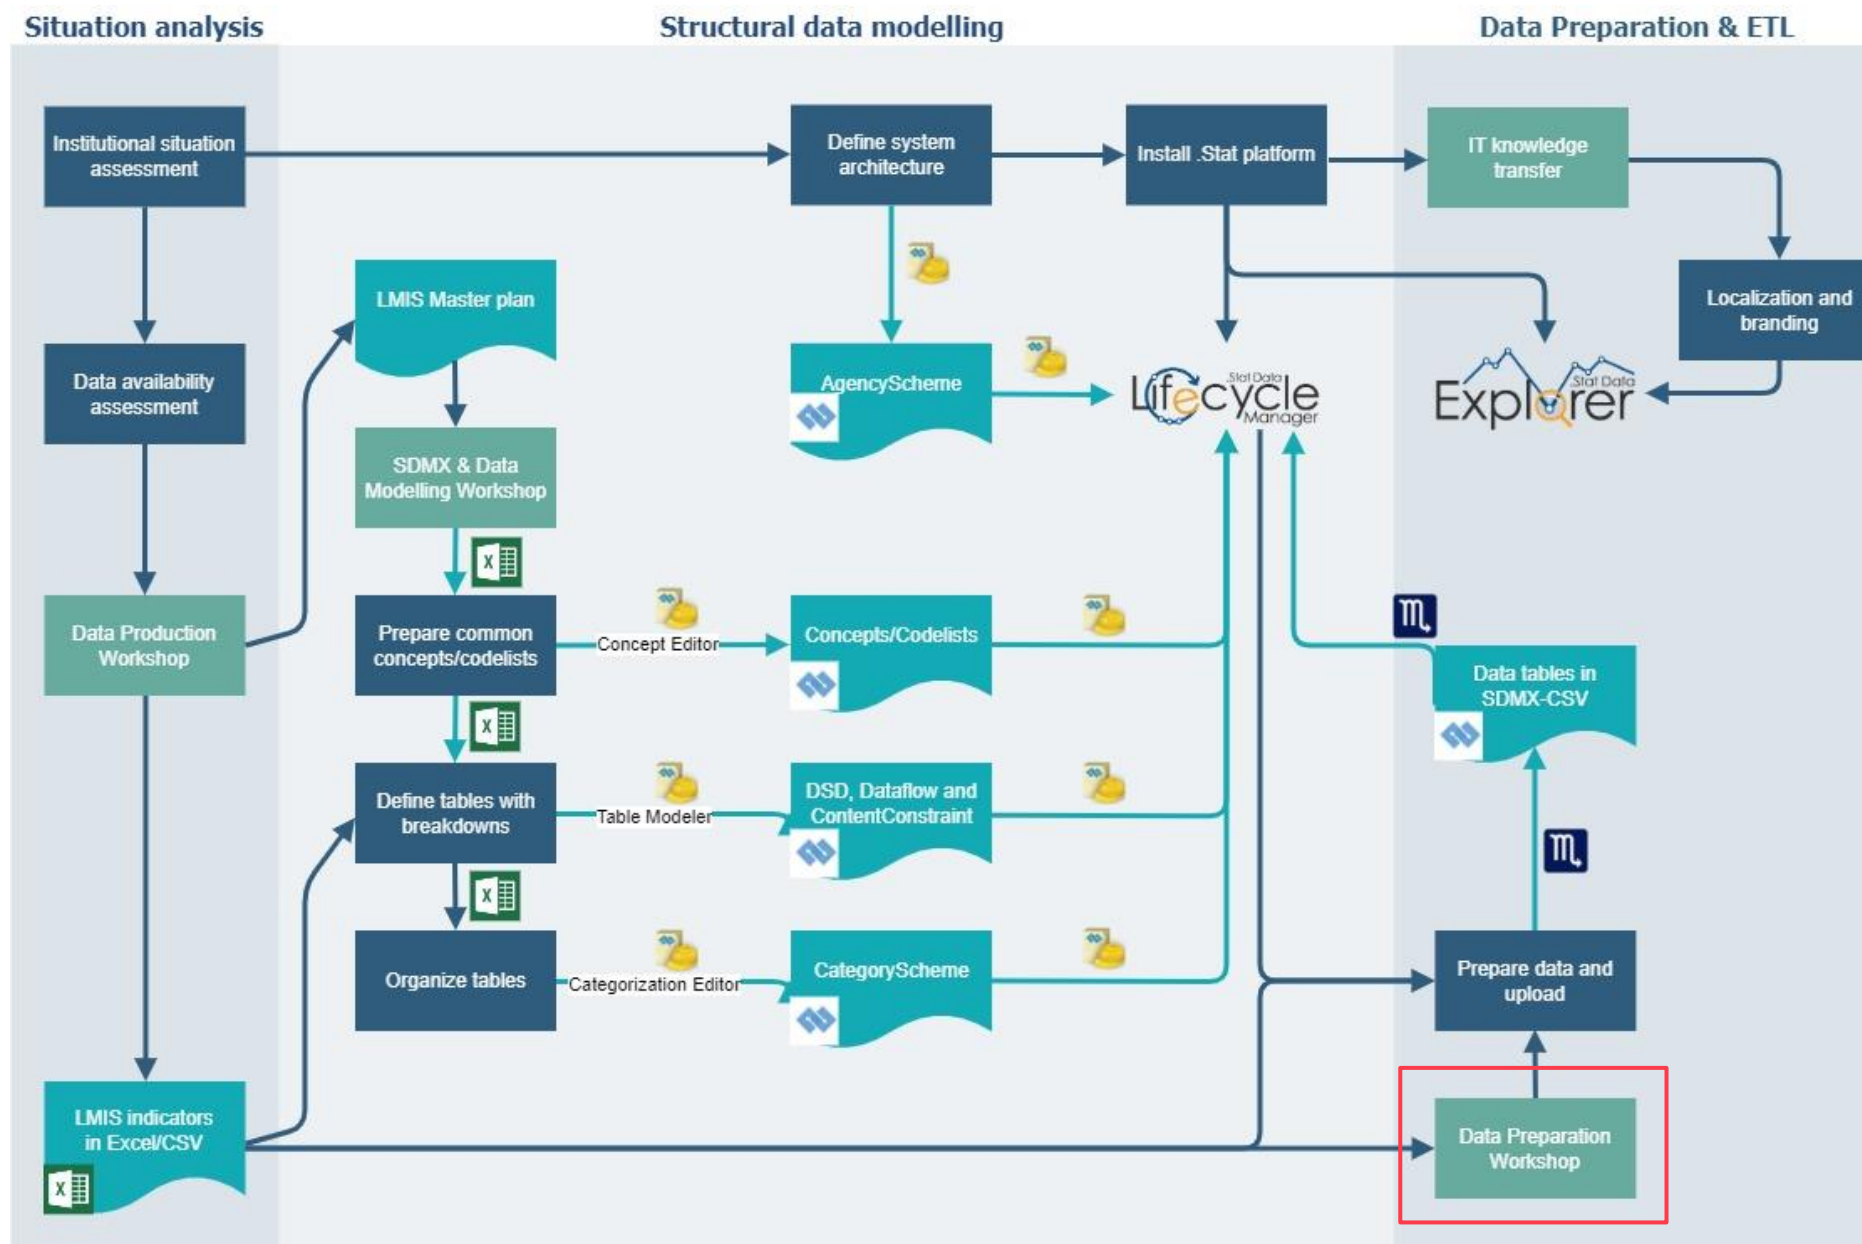 Situation analysis
Structural data modelling
Data Preparation & ETL
Institutional situation
assessment
Define system
architecture
Install .Stat platform
IT knowledge
transfer
LMIS Master plan
Localization and
branding
Data availability
assessment
AgencyScheme
.Stat Data
Lifecycle
Manager
.Stat Data
Explorer
SDMX & Data
Modelling Workshop
Data Production
Workshop
Prepare common
concepts/codelists
Concept Editor
Concepts/Codelists
Data tables in
SDMX-CSV
Define tables with
breakdowns
Table Modeler
DSD, Dataflow and
ContentConstraint
Organize tables
Categorization Editor
CategoryScheme
Prepare data and
upload
LMIS indicators
in Excel/CSV
Data Preparation
Workshop